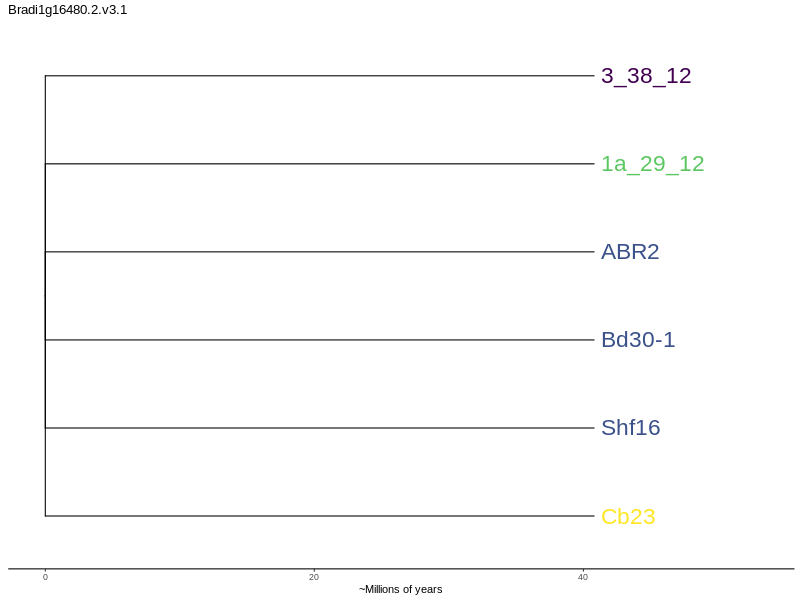 Bradi1g16480.2.v3.1
3_38_12
1a_29_12
ABR2
Bd30-1
Shf16
Cb23
0 20 40
~Millions of years